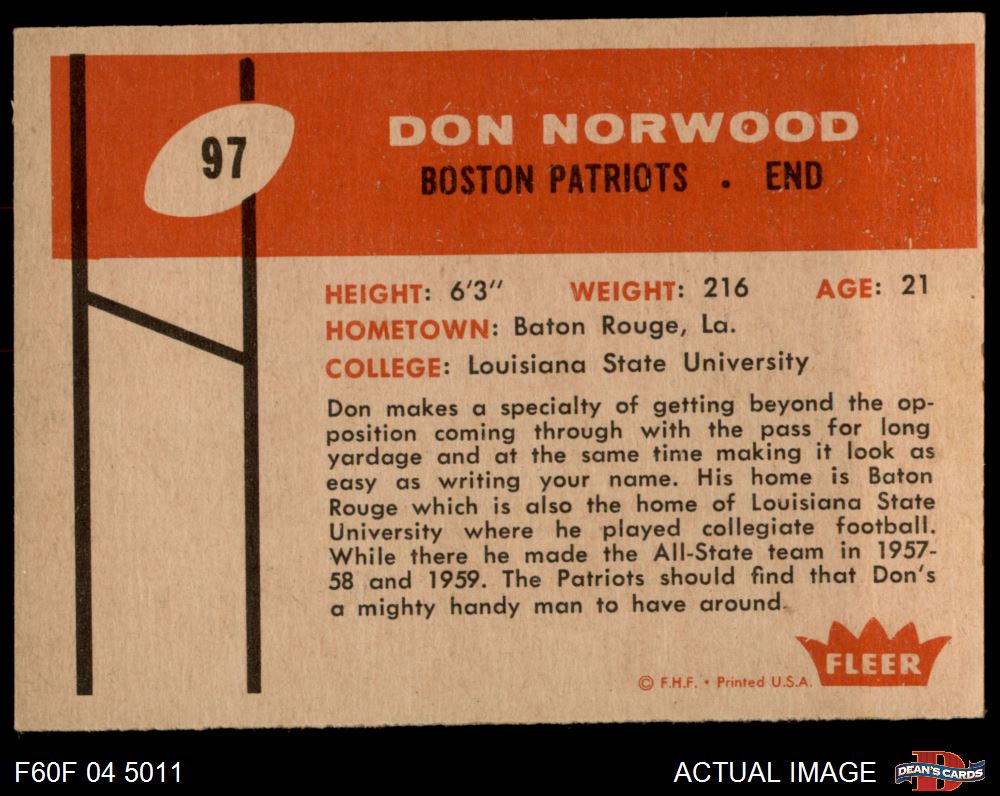 97
DON NORWOOD
BOSTON PATRIOTS . END
HEIGHT: 6'3" WEIGHT: 216 AGE: 21
HOMETOWN: Baton Rouge, La.
COLLEGE: Louisiana State University
Don makes a specialty of getting beyond the op-
position coming through with the pass for long
yardage and at the same time making it look as
easy as writing your name. His home is Baton
Rouge which is also the home of Louisiana State
University where he played collegiate football.
While there he made the All-State team in 1957-
58 and 1959. The Patriots should find that Don's
a mighty handy man to have around.
FLEER
© F.H.F. • Printed U.S.A.
F60F 04 5011
ACTUAL IMAGE
D
DEAN'S CARDS